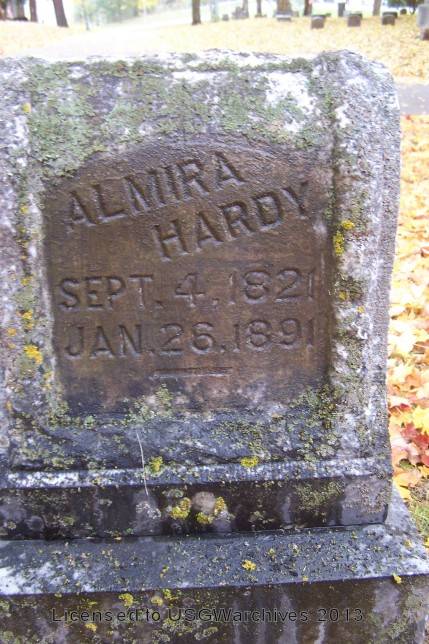 ALMIRA
HARDY
SEPT. 4, 1821
JAN. 26, 1891
Licensed to USGWarchives 2013